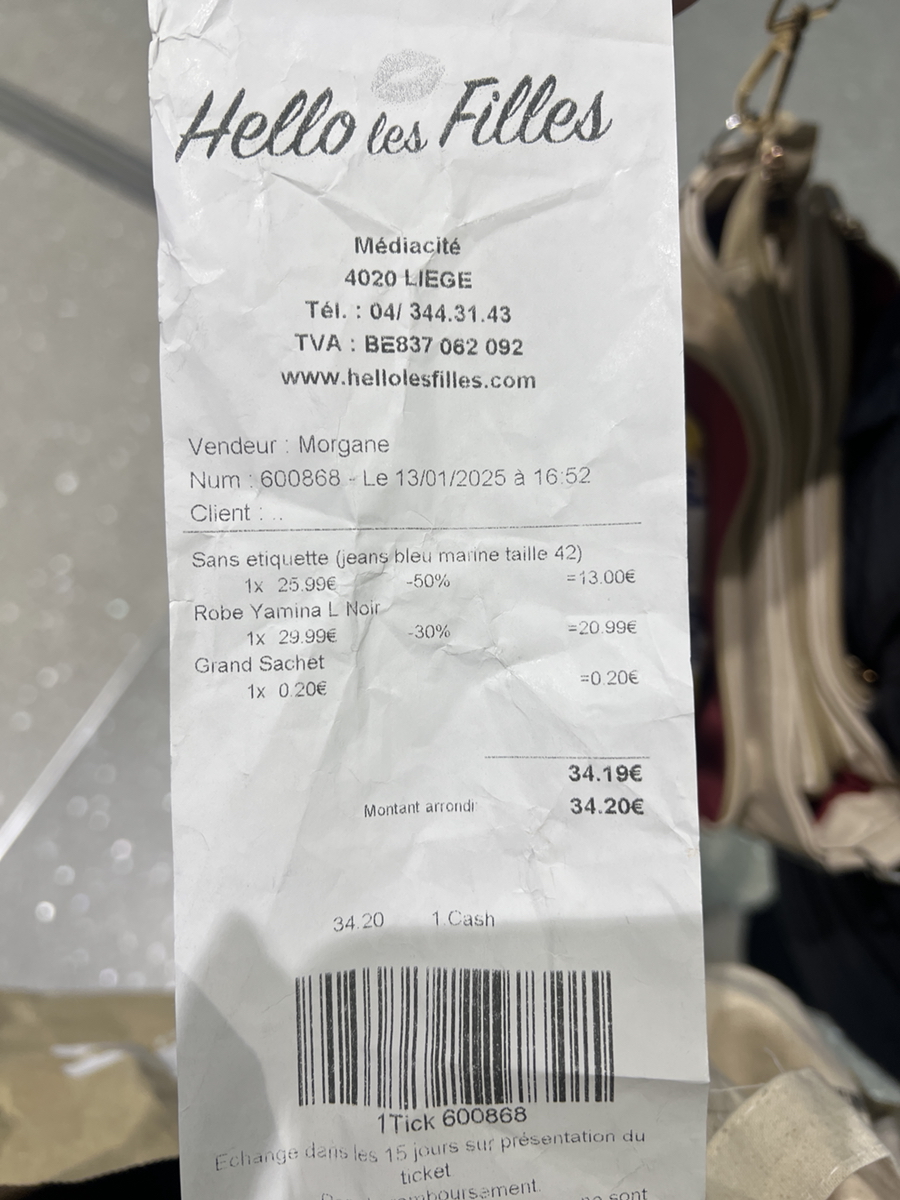 Hello les Filles
Médiacité
4020 LIEGE
Tél. : 04/ 344.31.43
TVA : BE837 062 092
www.hellolesfilles.com
Vendeur : Morgane
Num : 600868 - Le 13/01/2025 à 16:52
Client : ..
Sans etiquette (jeans bleu marine taille 42)
1x 25.99€ -50% =13.00€
Robe Yamina L Noir
1x 29.99€ -30% =20.99€
Grand Sachet
1x 0.20€ =0.20€
34.19€
Montant arrondi 34.20€
34.20 1.Cash
1Tick 600868
Echange dans les 15 jours sur présentation du
ticket
sont